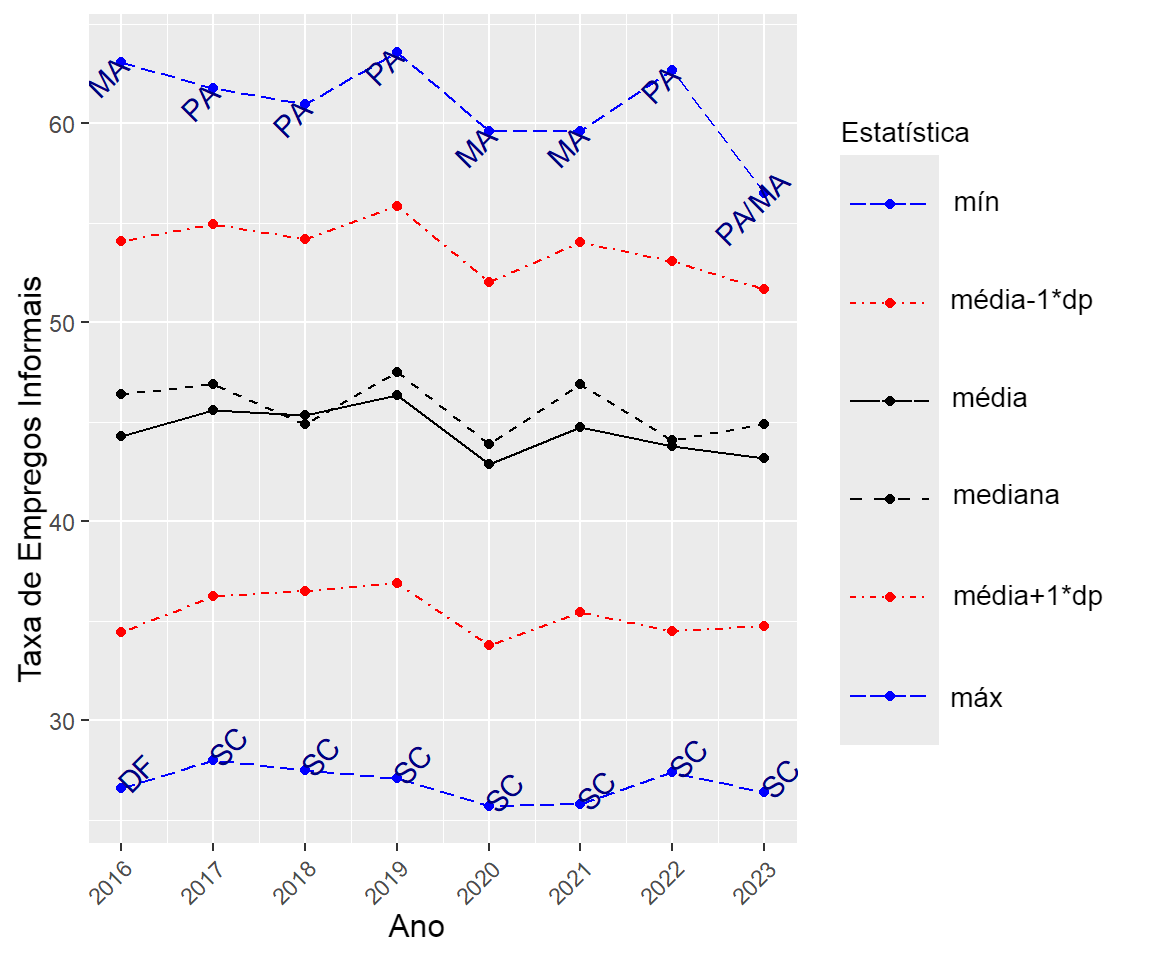 MA
PA
PA
PA
MA
MA
PA
PA/MA
DF
SC
SC
SC
SC
SC
SC
SC
60
50
40
30
Taxa de Empregos Informais
2016
2017
2018
2019
2020
2021
2022
2023
Ano
Estatística
mín
média-1*dp
média
mediana
média+1*dp
máx